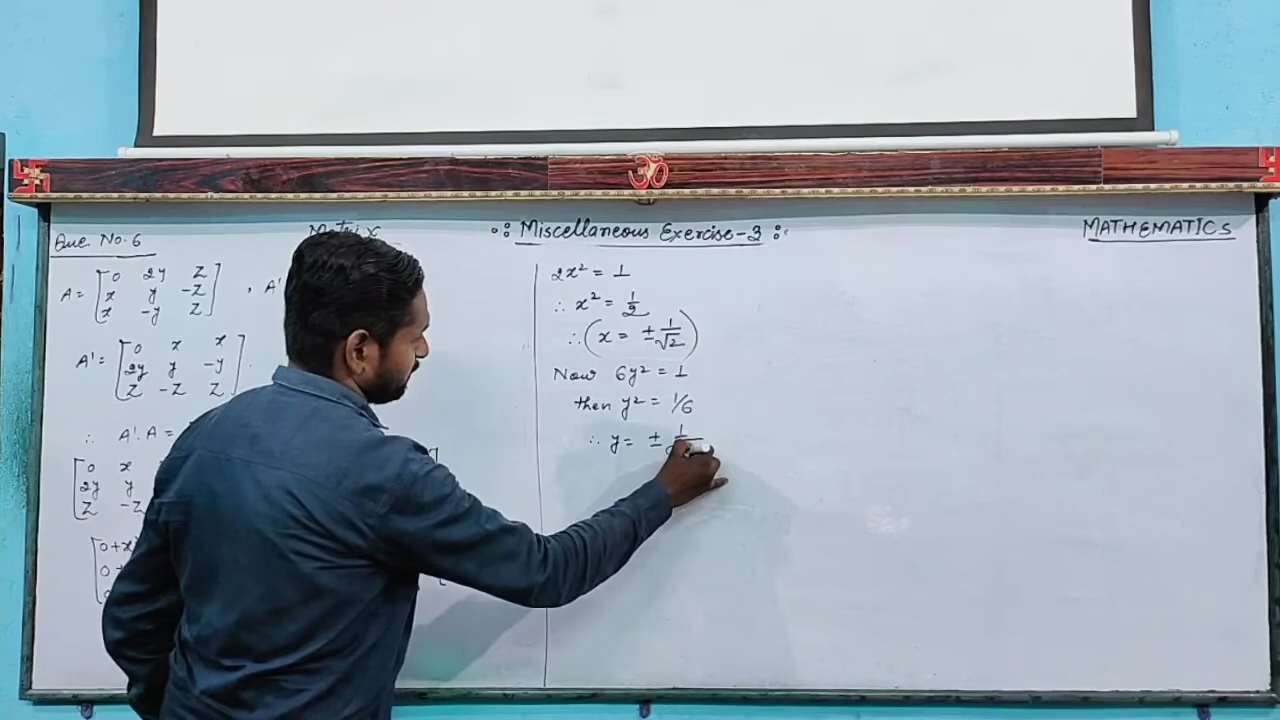 Que No. 6
Matrix
Miscellaneous Exercise-3
MATHEMATICS
A = [0 2y z
x y -z
x -y z] , A'
A' = [0 x x
2y y -y
z -z z]
∴ A'.A =
[0 x
2y y
z -z
[0+x
0+
2x² = 1
∴ x² = 1/2
∴ (x = ± 1/√2)
Now 6y² = 1
then y² = 1/6
∴ y = ± 1